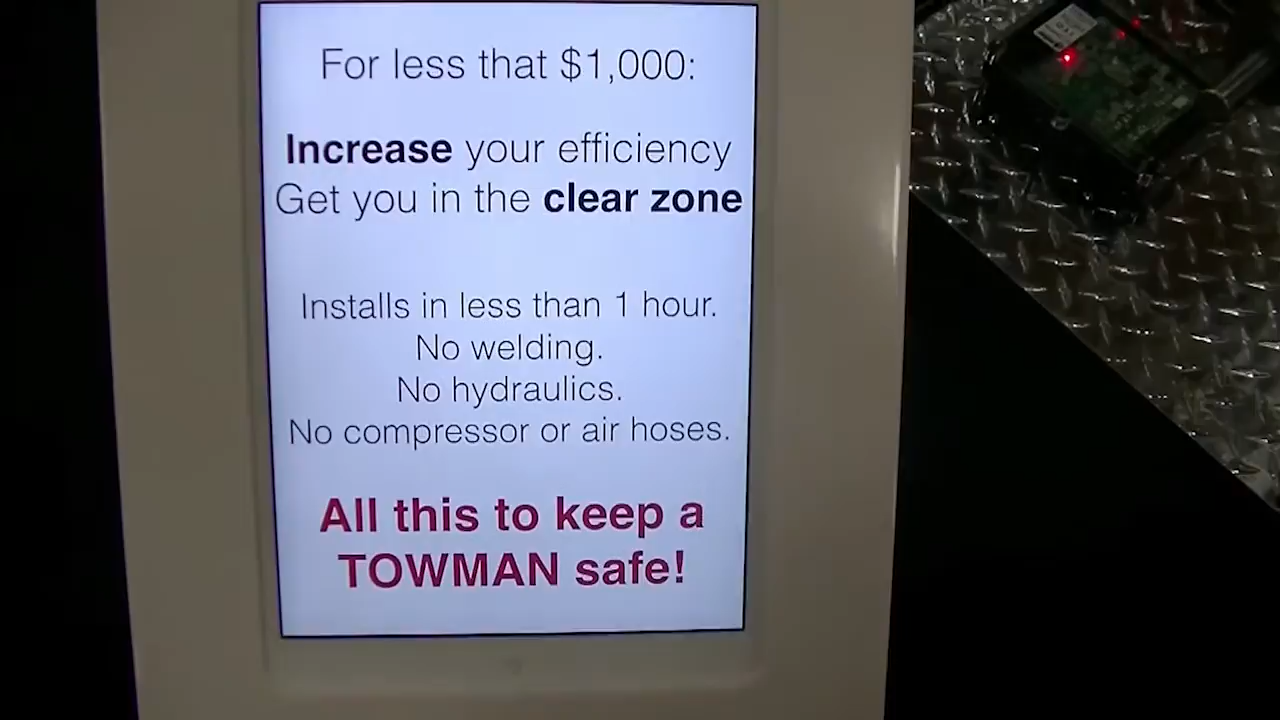 For less that $1,000:
Increase your efficiency
Get you in the clear zone
Installs in less than 1 hour.
No welding.
No hydraulics.
No compressor or air hoses.
All this to keep a
TOWMAN safe!